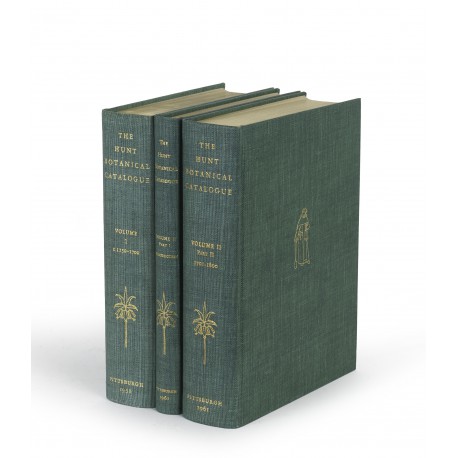 THE
HUNT
BOTANICAL
CATALOGUE
VOLUME
I
PITTSBURGH
1958
THE
HUNT
BOTANICAL
CATALOGUE
VOLUME II
PART I
PITTSBURGH
1961
THE
HUNT
BOTANICAL
CATALOGUE
VOLUME II
PART II
1701-1800
PITTSBURGH
1961